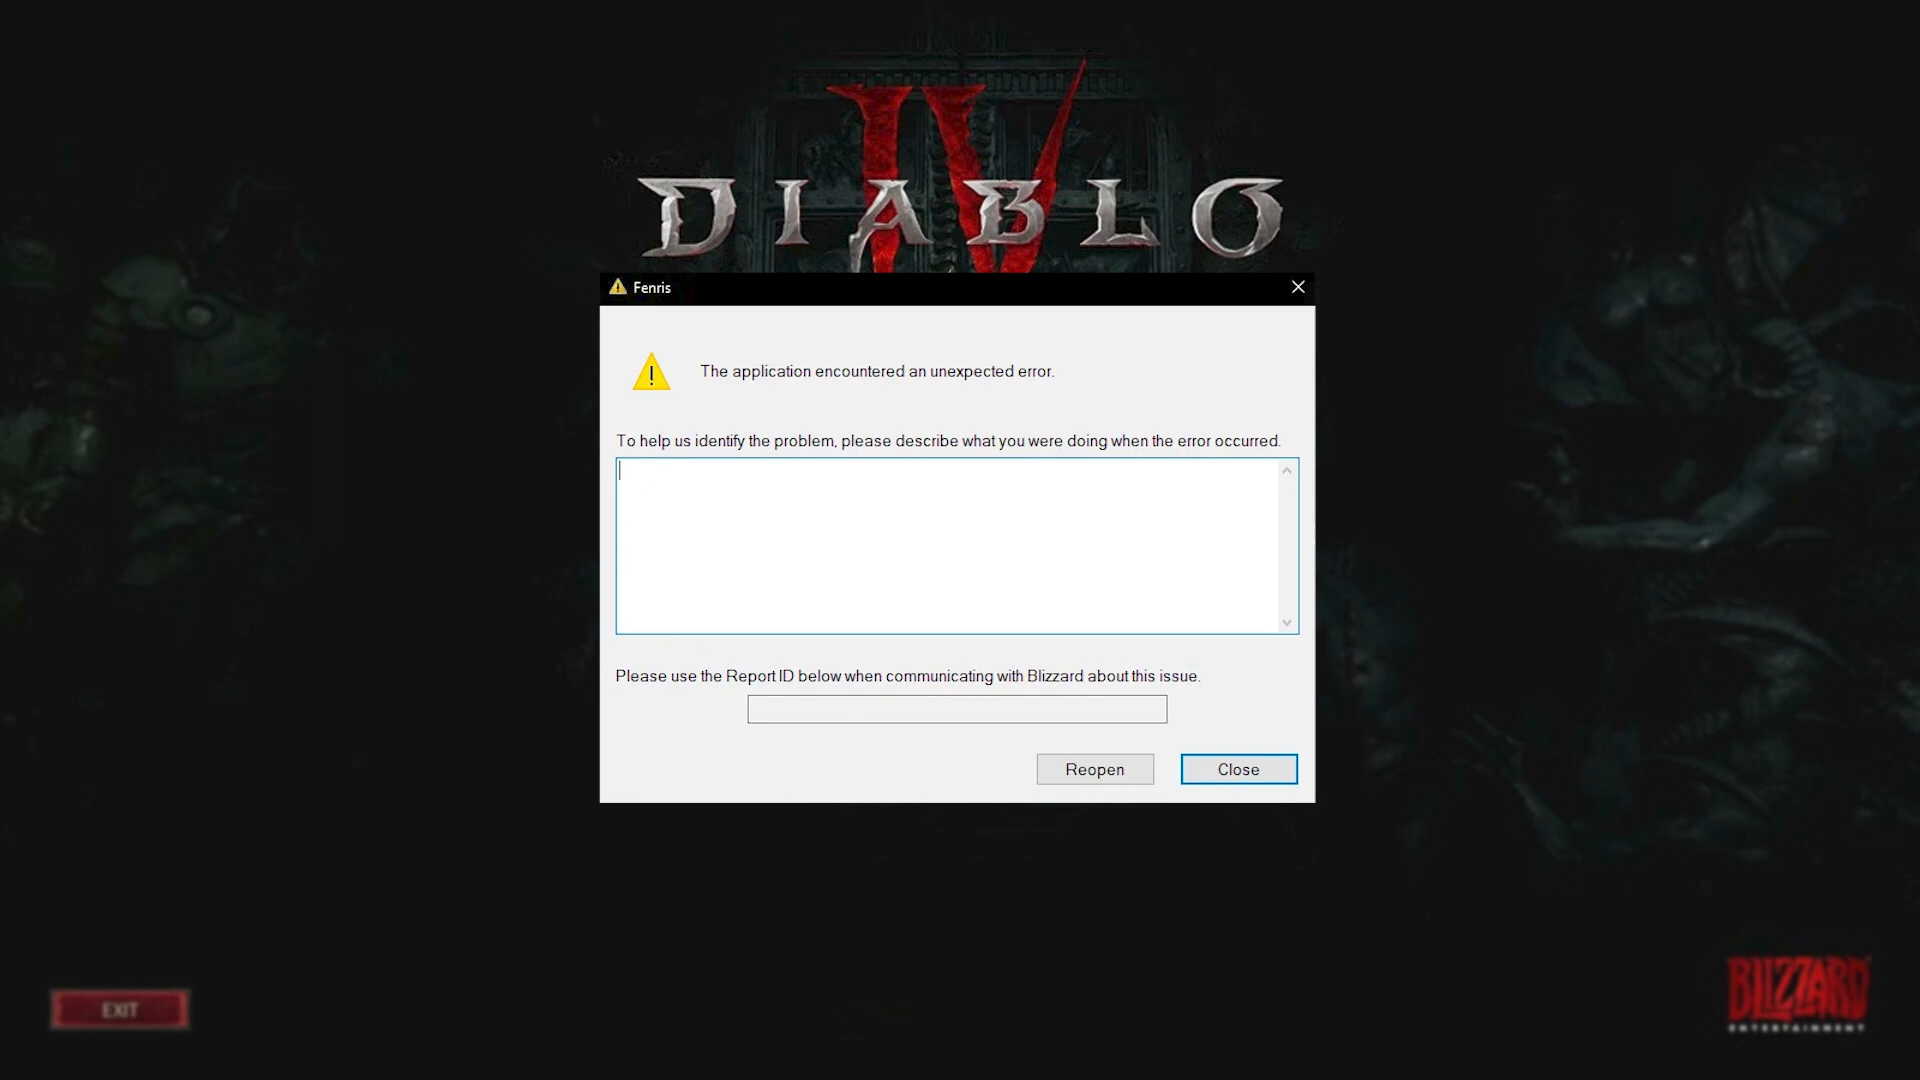 IV
DIABLO
Fenris
The application encountered an unexpected error.
To help us identify the problem, please describe what you were doing when the error occurred.
Please use the Report ID below when communicating with Blizzard about this issue.
Reopen
Close
EXIT
BLIZZARD
ENTERTAINMENT